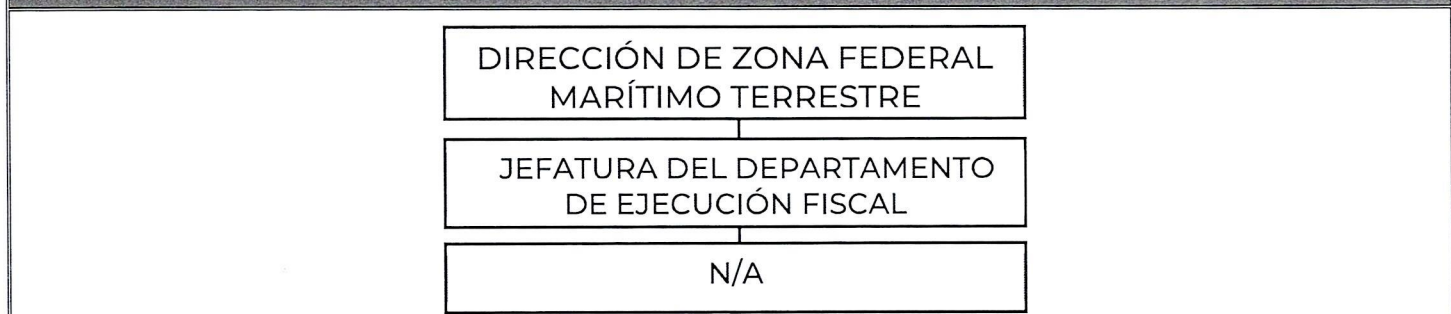 DIRECCIÓN DE ZONA FEDERAL
MARÍTIMO TERRESTRE
JEFATURA DEL DEPARTAMENTO
DE EJECUCIÓN FISCAL
N/A